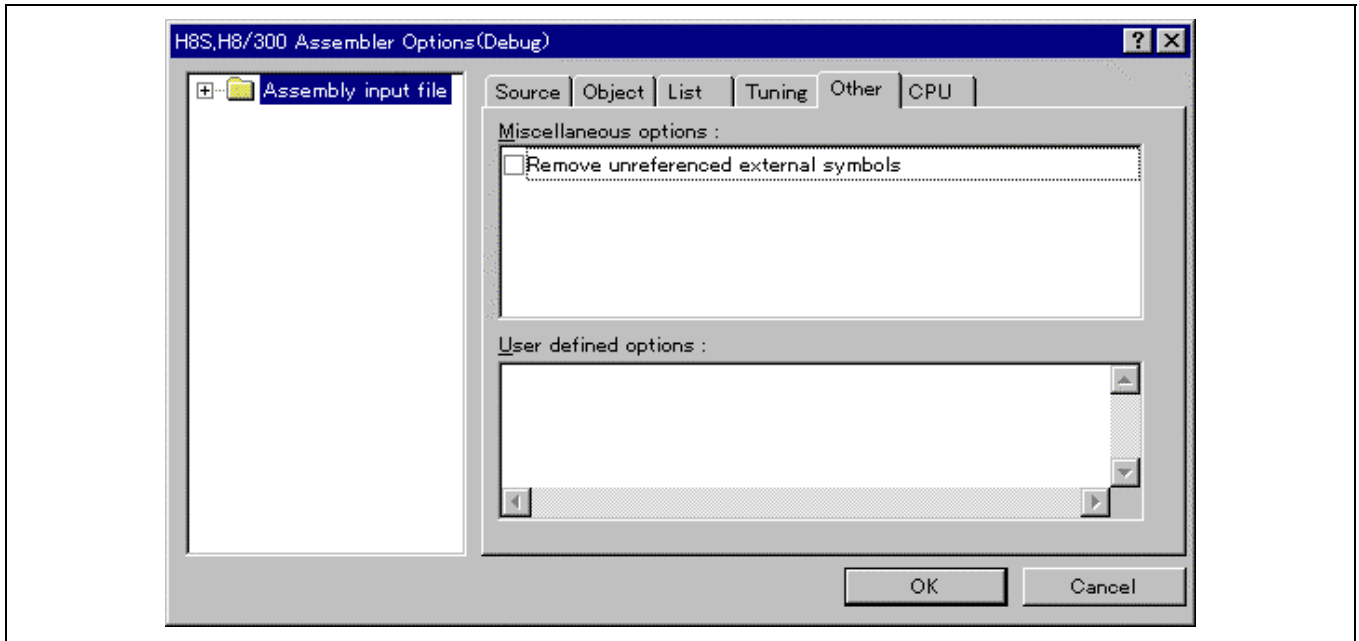 H8S,H8/300 Assembler Options(Debug)
Assembly input file
Source Object List Tuning Other CPU
Miscellaneous options :
Remove unreferenced external symbols
User defined options :
OK Cancel